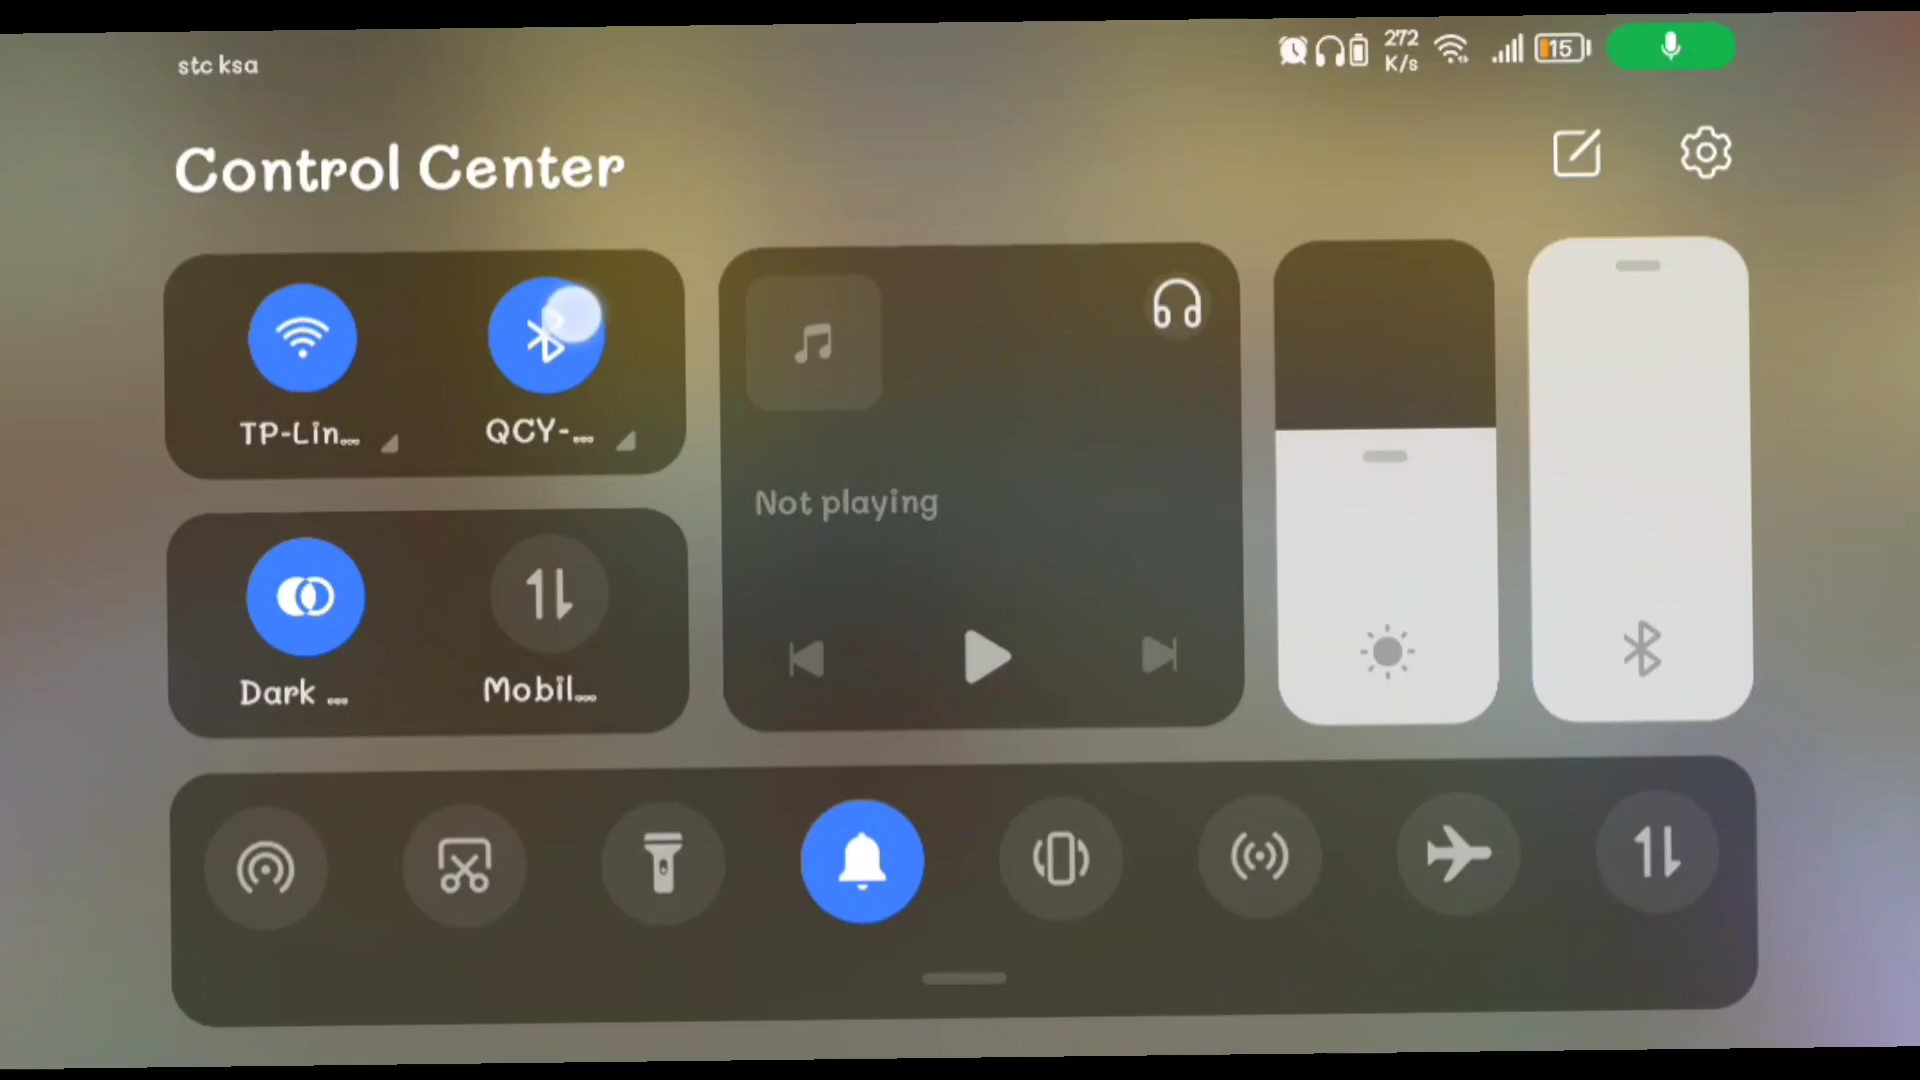 stc ksa
272
K/s
15
Control Center
TP-Lin...
QCY-...
Not playing
Dark ...
Mobil...